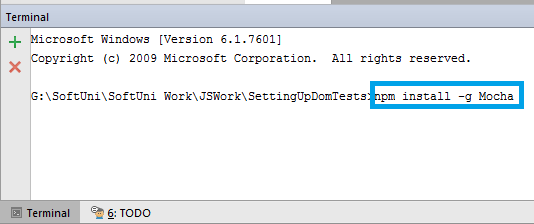 Terminal
Microsoft Windows [Version 6.1.7601]
Copyright (c) 2009 Microsoft Corporation.  All rights reserved.
G:\SoftUni\SoftUni Work\JSWork\SettingUpDomTests>npm install -g Mocha
Terminal
6: TODO